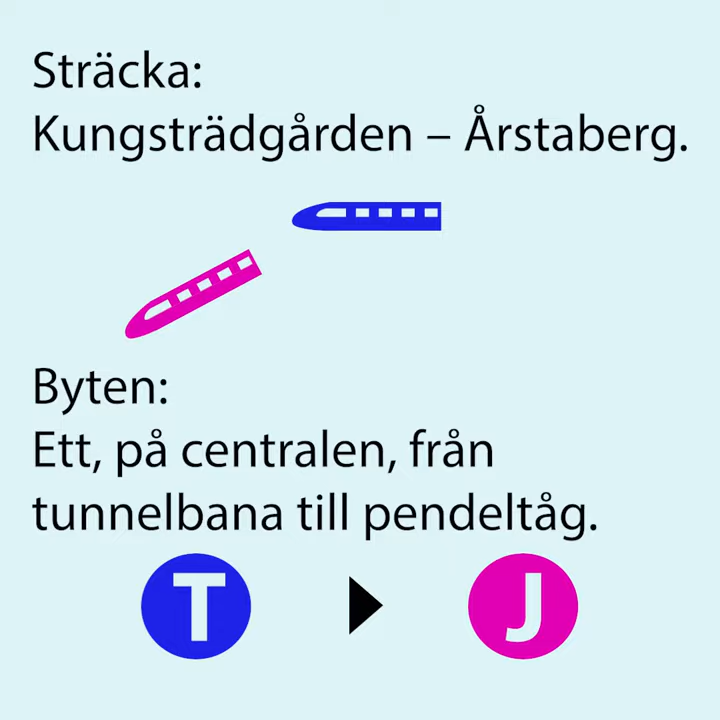 Sträcka:
Kungsträdgården – Årstaberg.
Byten:
Ett, på centralen, från
tunnelbana till pendeltåg.
T J